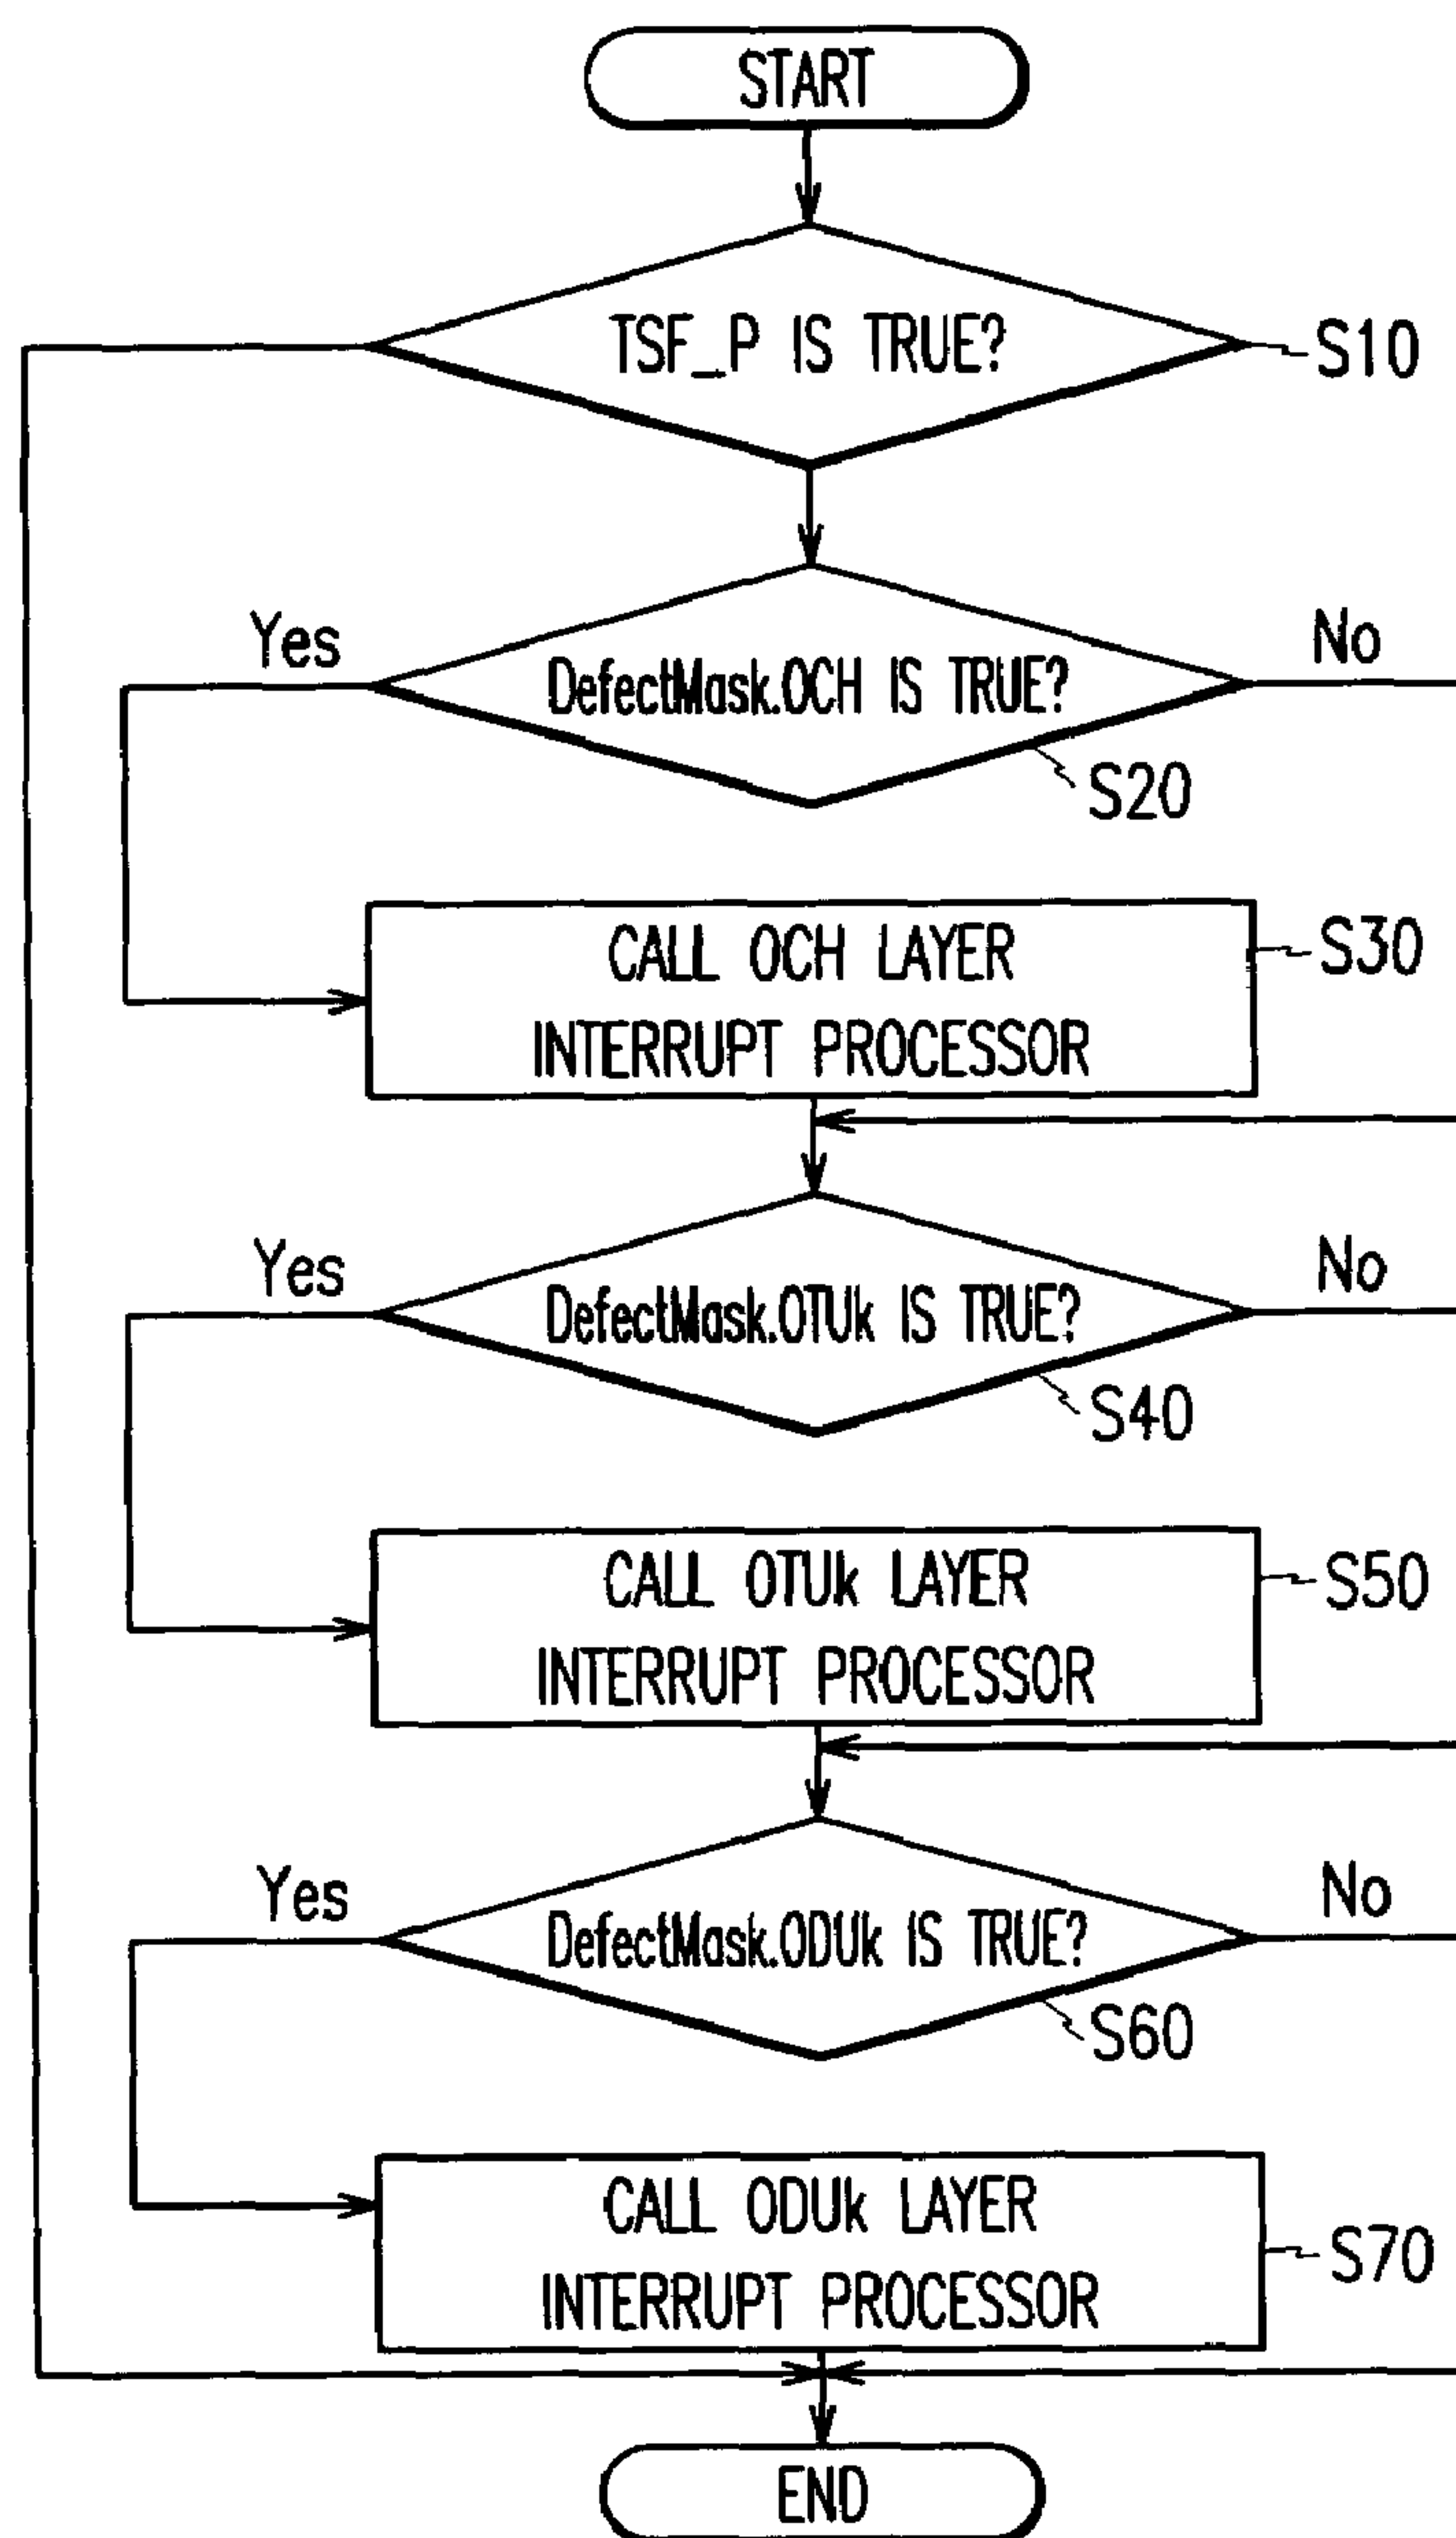 START
TSF_P IS TRUE?
S10
Yes
No
DefectMask.OCH IS TRUE?
S20
CALL OCH LAYER
INTERRUPT PROCESSOR
S30
Yes
No
DefectMask.OTUk IS TRUE?
S40
CALL OTUk LAYER
INTERRUPT PROCESSOR
S50
Yes
No
DefectMask.ODUk IS TRUE?
S60
CALL ODUk LAYER
INTERRUPT PROCESSOR
S70
END